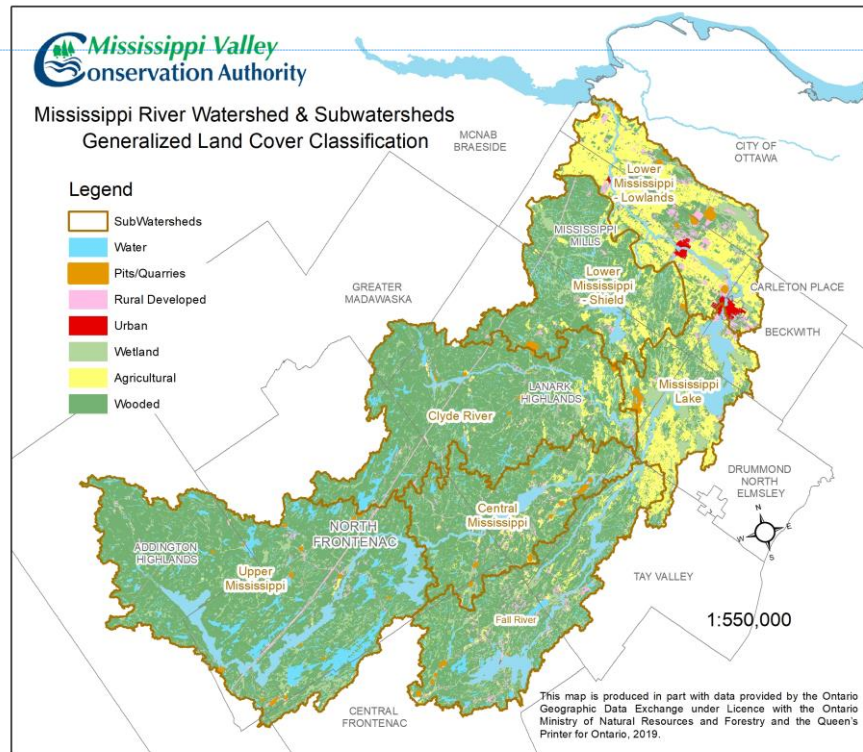 Mississippi Valley
Conservation Authority
Mississippi River Watershed & Subwatersheds
Generalized Land Cover Classification
Legend
SubWatersheds
Water
Pits/Quarries
Rural Developed
Urban
Wetland
Agricultural
Wooded
MCNAB
BRAESIDE
CITY OF
OTTAWA
Lower
Mississippi
- Lowlands
MISSISSIPPI
MILLS
GREATER
MADAWASKA
Lower
Mississippi
- Shield
CARLETON PLACE
BECKWITH
Mississippi
Lake
LANARK
HIGHLANDS
Clyde River
DRUMMOND
NORTH
ELMSLEY
Central
Mississippi
NORTH
FRONTENAC
ADDINGTON
HIGHLANDS
Upper
Mississippi
N
W
E
S
TAY VALLEY
Fall River
1:550,000
CENTRAL
FRONTENAC
This map is produced in part with data provided by the Ontario
Geographic Data Exchange under Licence with the Ontario
Ministry of Natural Resources and Forestry and the Queen's
Printer for Ontario, 2019.